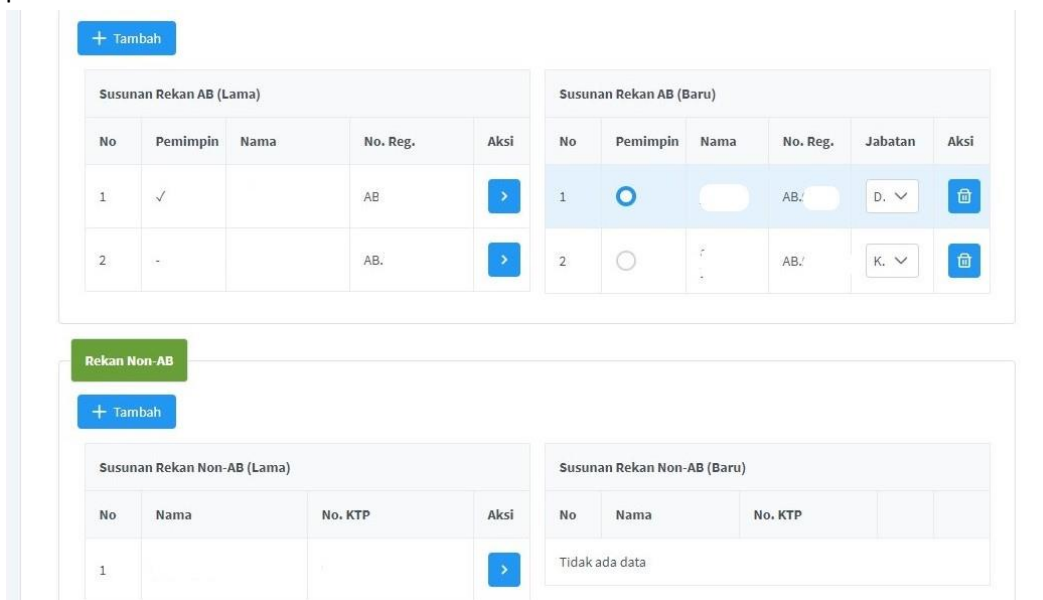 + Tambah
Susunan Rekan AB (Lama)
No Pemimpin Nama No. Reg. Aksi
1 ✓ AB
2 - AB.
Susunan Rekan AB (Baru)
No Pemimpin Nama No. Reg. Jabatan Aksi
1 AB. D.
2 AB. K.
Rekan Non-AB
+ Tambah
Susunan Rekan Non-AB (Lama)
No Nama No. KTP Aksi
1
Susunan Rekan Non-AB (Baru)
No Nama No. KTP
Tidak ada data